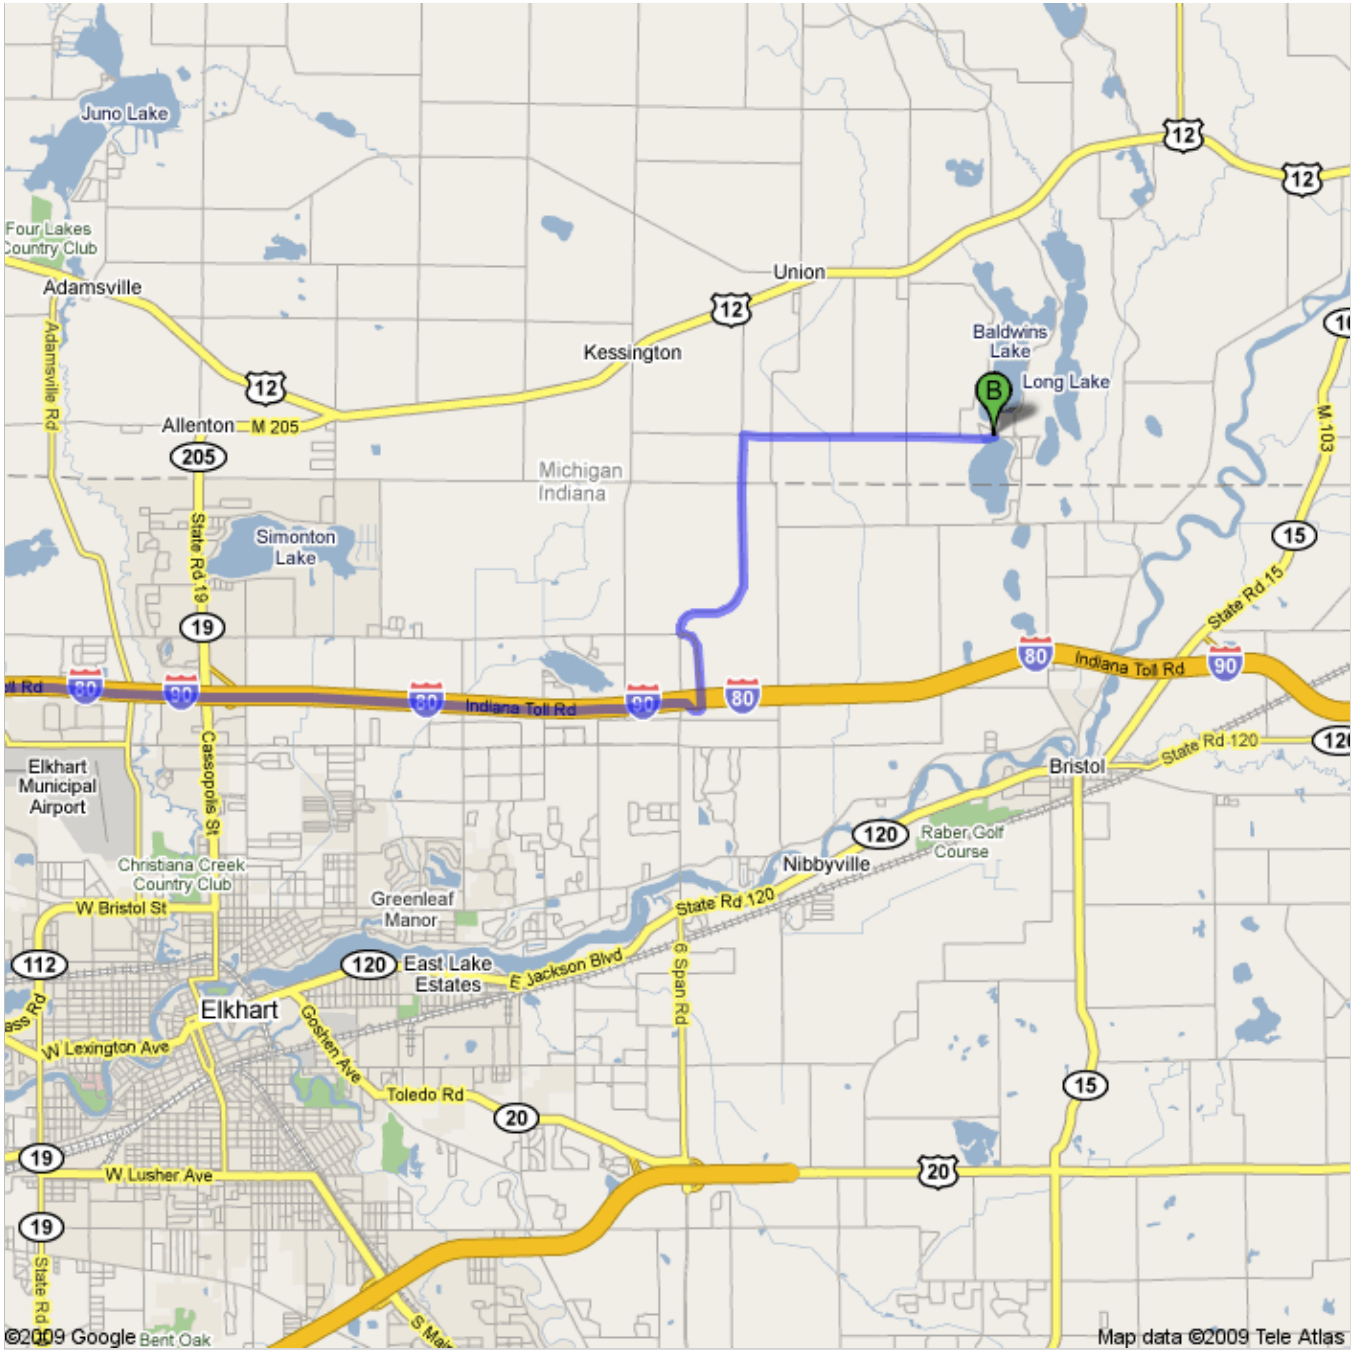 Juno Lake
12
12
Four Lakes
Country Club
Adamsville
Union
12
Baldwins
Lake
Kessington
Adamsville Rd
12
B
Long Lake
Allenton
M 205
M 103
205
Michigan
Indiana
Simonton
Lake
State Rd 19
15
State Rd 15
19
80
90
80
Indiana Toll Rd
90
80
80
Indiana Toll Rd
90
Cassopolis St
State Rd 120
120
Elkhart
Municipal
Airport
Bristol
120
Raber Golf
Course
Nibbyville
Christiana Creek
Country Club
Greenleaf
Manor
W Bristol St
State Rd 120
112
120
East Lake
Estates
E Jackson Blvd
6 Span Rd
Elkhart
Goshen Ave
W Lexington Ave
Toledo Rd
20
15
19
W Lusher Ave
20
19
State Rd
S Main
©2009 Google
Bent Oak
Map data ©2009 Tele Atlas